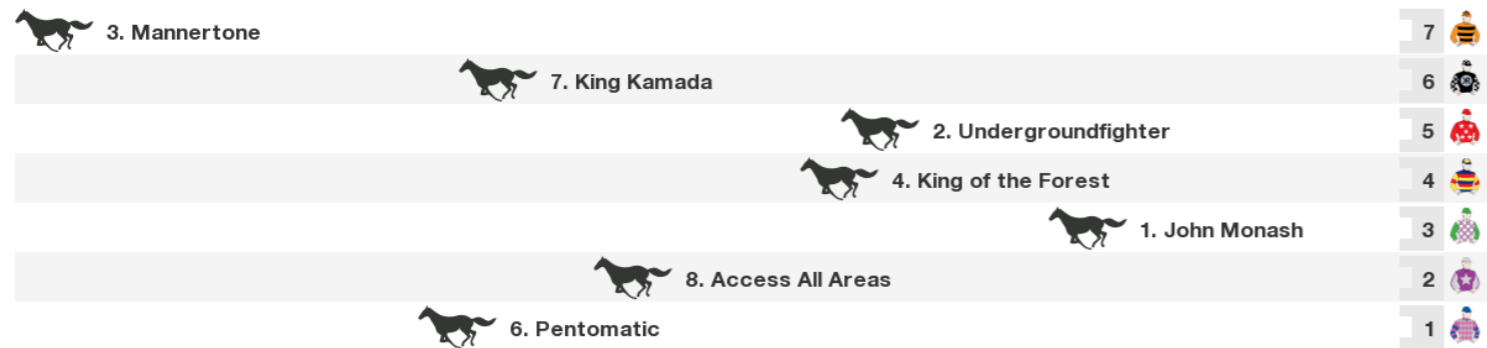 3. Mannertone 7
7. King Kamada 6
2. Undergroundfighter 5
4. King of the Forest 4
1. John Monash 3
8. Access All Areas 2
6. Pentomatic 1